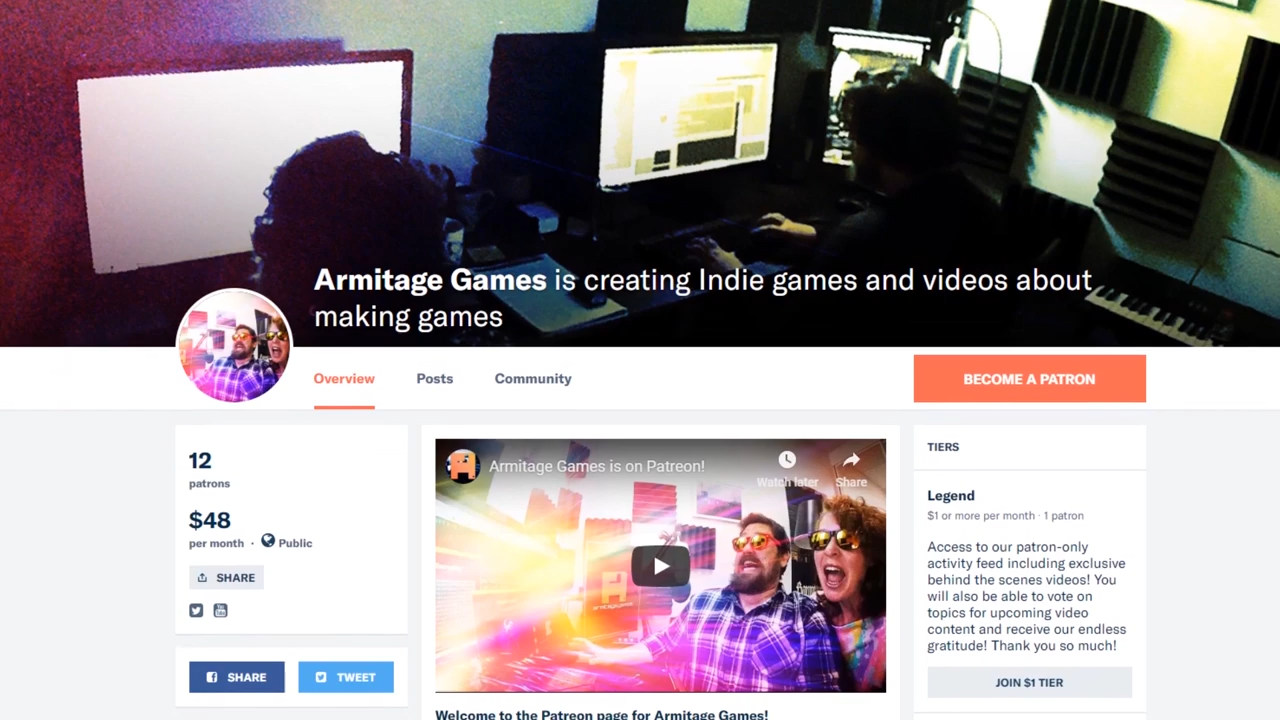 Armitage Games is creating Indie games and videos about
making games
Overview
Posts
Community
BECOME A PATRON
12
patrons
$48
per month · Public
SHARE
SHARE
TWEET
Armitage Games is on Patreon!
Watch later
Share
Welcome to the Patreon page for Armitage Games!
TIERS
Legend
$1 or more per month · 1 patron
Access to our patron-only
activity feed including exclusive
behind the scenes videos! You
will also be able to vote on
topics for upcoming video
content and receive our endless
gratitude! Thank you so much!
JOIN $1 TIER